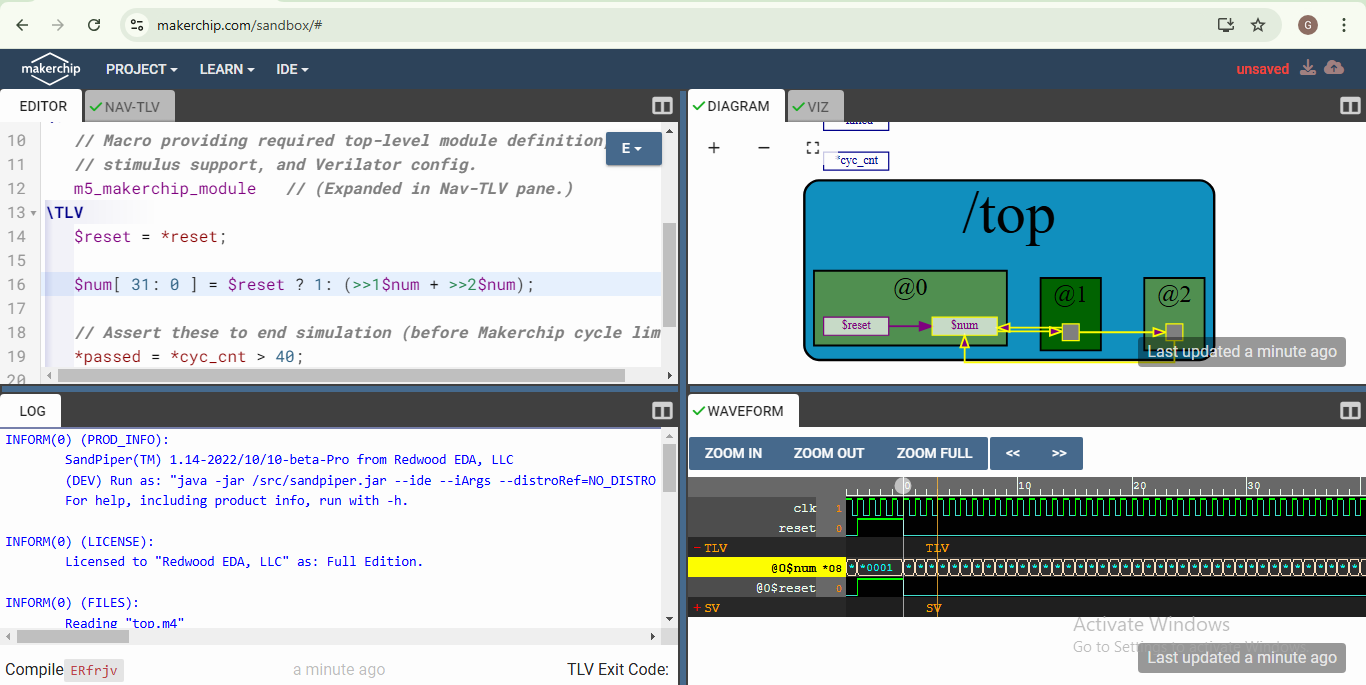 makerchip.com/sandbox/#
G
makerchip
PROJECT
LEARN
IDE
unsaved
EDITOR
NAV-TLV
10 // Macro providing required top-level module definition,
11 // stimulus support, and Verilator config.
12 m5_makerchip_module // (Expanded in Nav-TLV pane.)
13 \TLV
14 $reset = *reset;
15
16 $num[ 31: 0 ] = $reset ? 1: (>>1$num + >>2$num);
17
18 // Assert these to end simulation (before Makerchip cycle lim
19 *passed = *cyc_cnt > 40;
20
E
DIAGRAM
VIZ
*cyc_cnt
/top
@0
@1
@2
$reset
$num
Last updated a minute ago
LOG
INFORM(0) (PROD_INFO):
SandPiper(TM) 1.14-2022/10/10-beta-Pro from Redwood EDA, LLC
(DEV) Run as: "java -jar /src/sandpiper.jar --ide --iArgs --distroRef=NO_DISTRO
For help, including product info, run with -h.
INFORM(0) (LICENSE):
Licensed to "Redwood EDA, LLC" as: Full Edition.
INFORM(0) (FILES):
Reading "top.m4"
Compile ERfrjv
a minute ago
TLV Exit Code:
WAVEFORM
ZOOM IN
ZOOM OUT
ZOOM FULL
<<
>>
0 10 20 30
clk 1
reset 0
- TLV TLV
@0$num *08 * *0001
@0$reset 0
+ SV SV
Activate Windows
Last updated a minute ago